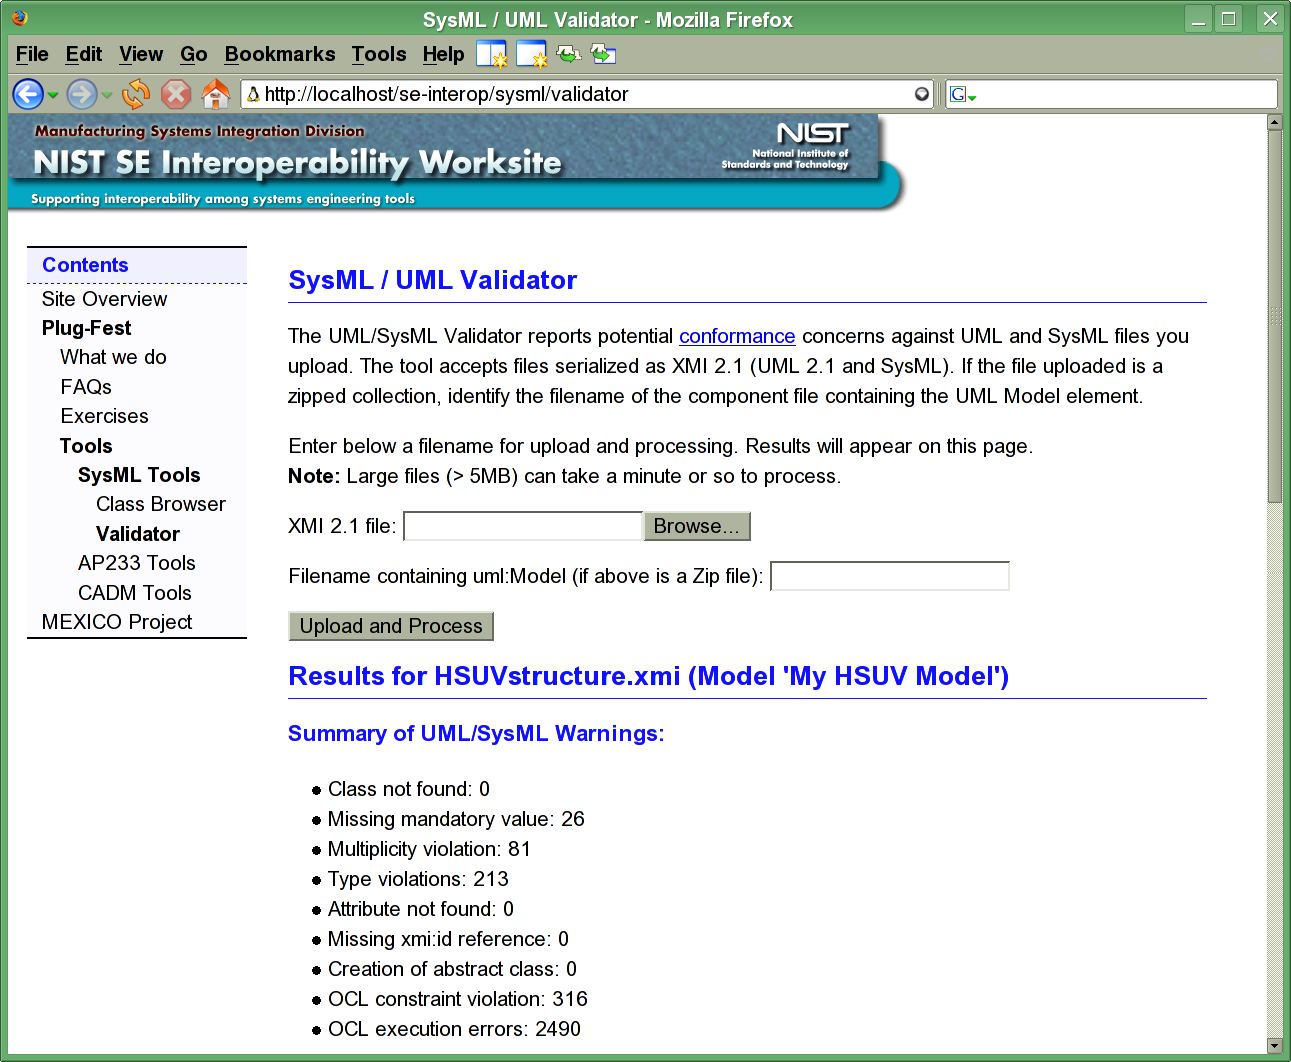 SysML / UML Validator - Mozilla Firefox
File Edit View Go Bookmarks Tools Help
http://localhost/se-interop/sysml/validator
G
Manufacturing Systems Integration Division
NIST SE Interoperability Worksite
NIST
National Institute of
Standards and Technology
Supporting interoperability among systems engineering tools
Contents
Site Overview
Plug-Fest
What we do
FAQs
Exercises
Tools
SysML Tools
Class Browser
Validator
AP233 Tools
CADM Tools
MEXICO Project
SysML / UML Validator
The UML/SysML Validator reports potential conformance concerns against UML and SysML files you
upload. The tool accepts files serialized as XMI 2.1 (UML 2.1 and SysML). If the file uploaded is a
zipped collection, identify the filename of the component file containing the UML Model element.
Enter below a filename for upload and processing. Results will appear on this page.
Note: Large files (> 5MB) can take a minute or so to process.
XMI 2.1 file: Browse...
Filename containing uml:Model (if above is a Zip file):
Upload and Process
Results for HSUVstructure.xmi (Model 'My HSUV Model')
Summary of UML/SysML Warnings:
● Class not found: 0
● Missing mandatory value: 26
● Multiplicity violation: 81
● Type violations: 213
● Attribute not found: 0
● Missing xmi:id reference: 0
● Creation of abstract class: 0
● OCL constraint violation: 316
● OCL execution errors: 2490